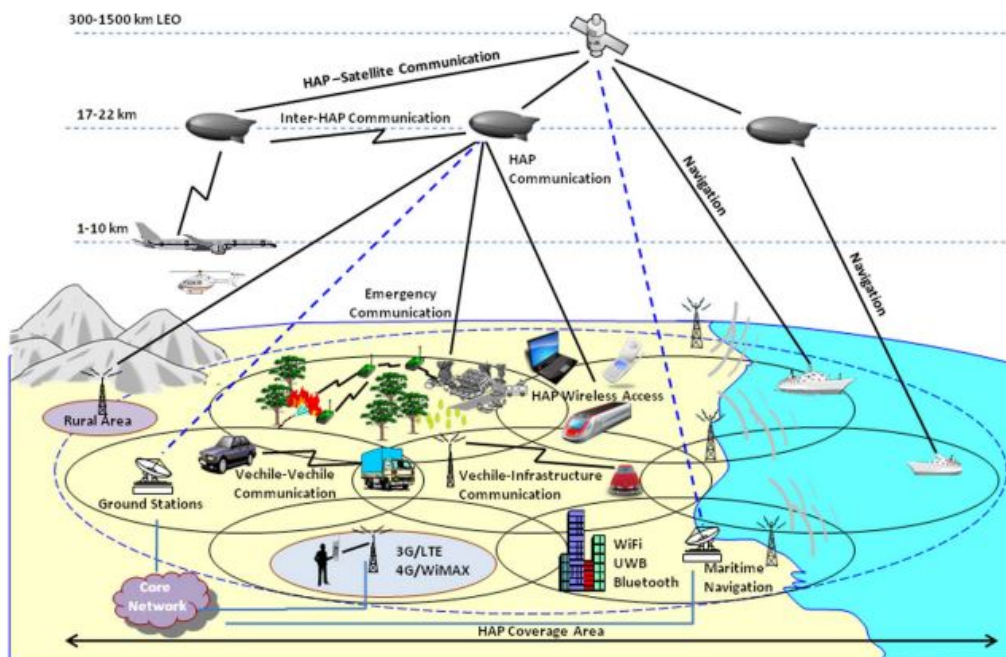 300-1500 km LEO
HAP –Satellite Communication
17-22 km
Inter-HAP Communication
HAP
Communication
Navigation
1-10 km
Navigation
Emergency
Communication
HAP Wireless Access
Rural Area
Vechile-Vechile
Communication
Vechile-Infrastructure
Communication
Ground Stations
3G/LTE
4G/WiMAX
WiFi
UWB
Bluetooth
Maritime
Navigation
Core
Network
HAP Coverage Area